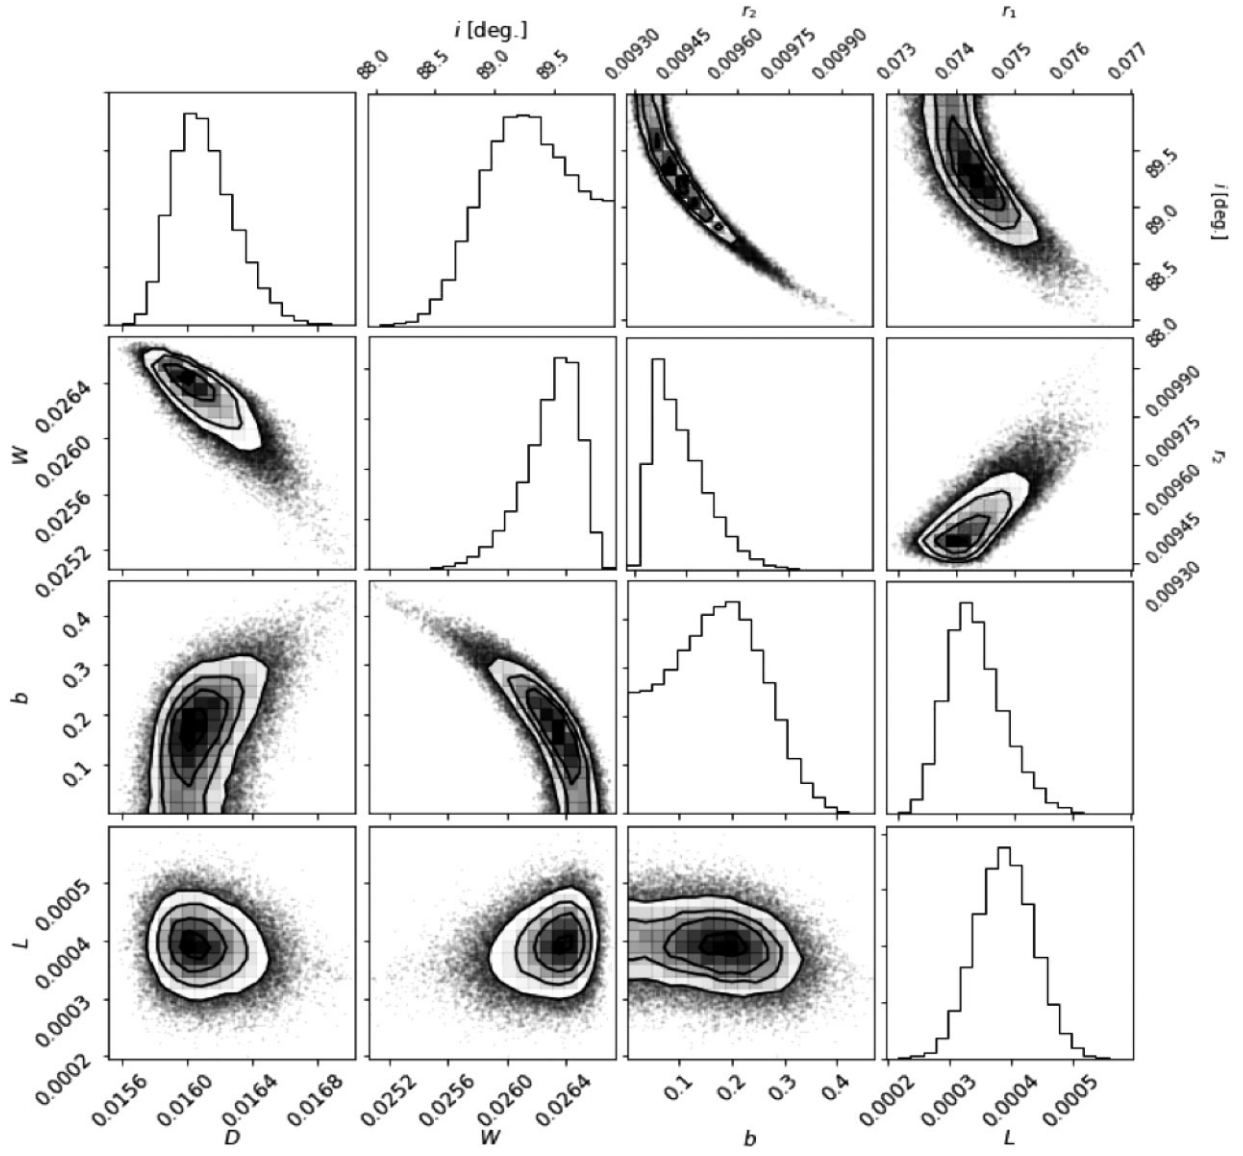 i [deg.]
r₂
r₁
88.0 88.5 89.0 89.5
0.00930 0.00945 0.00960 0.00975 0.00990
0.073 0.074 0.075 0.076 0.077
89.5
89.0
88.5
88.0
i [deg.]
W
0.0264
0.0260
0.0256
0.0252
0.00990
0.00975
0.00960
0.00945
0.00930
r₂
b
0.4
0.3
0.2
0.1
L
0.0005
0.0004
0.0003
0.0002
0.0156 0.0160 0.0164 0.0168
0.0252 0.0256 0.0260 0.0264
0.1 0.2 0.3 0.4
0.0002 0.0003 0.0004 0.0005
D
W
b
L